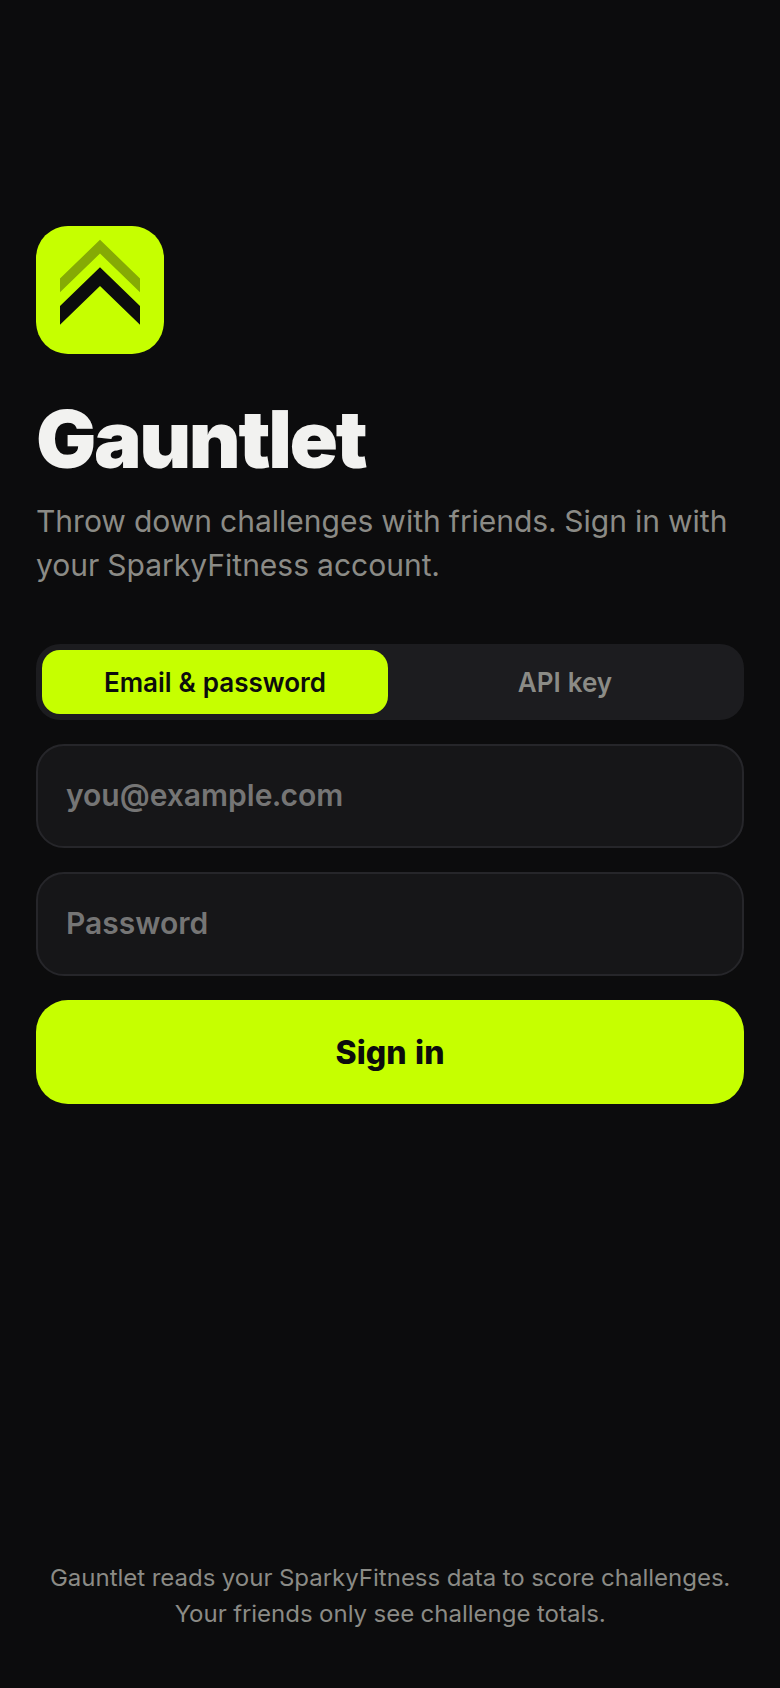 Gauntlet
Throw down challenges with friends. Sign in with
your SparkyFitness account.
Email & password
API key
you@example.com
Password
Sign in
Gauntlet reads your SparkyFitness data to score challenges.
Your friends only see challenge totals.